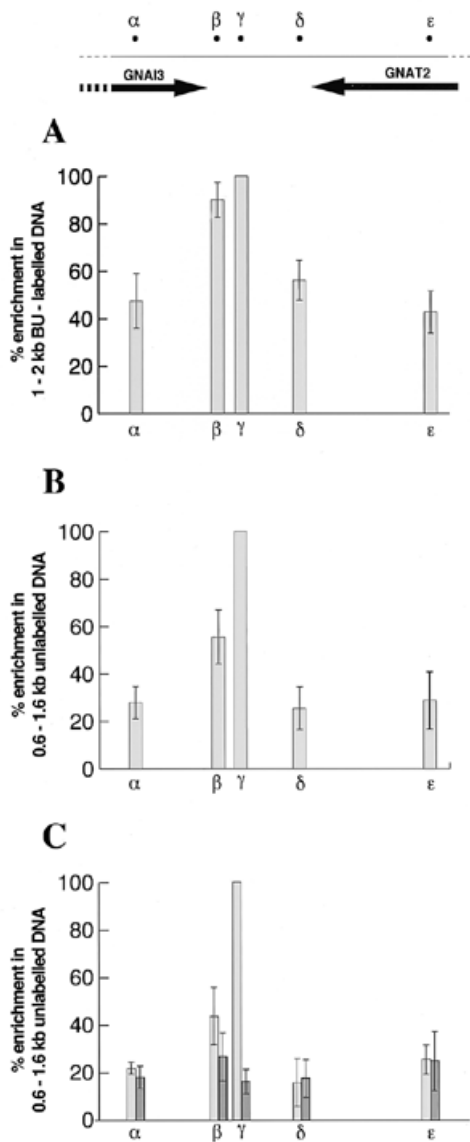 α β γ δ ε
GNAI3 GNAT2
A
% enrichment in
1 - 2 kb BU - labelled DNA
100
80
60
40
20
0
α β γ δ ε
B
% enrichment in
0.6 - 1.6 kb unlabelled DNA
100
80
60
40
20
0
α β γ δ ε
C
% enrichment in
0.6 - 1.6 kb unlabelled DNA
100
80
60
40
20
0
α β γ δ ε